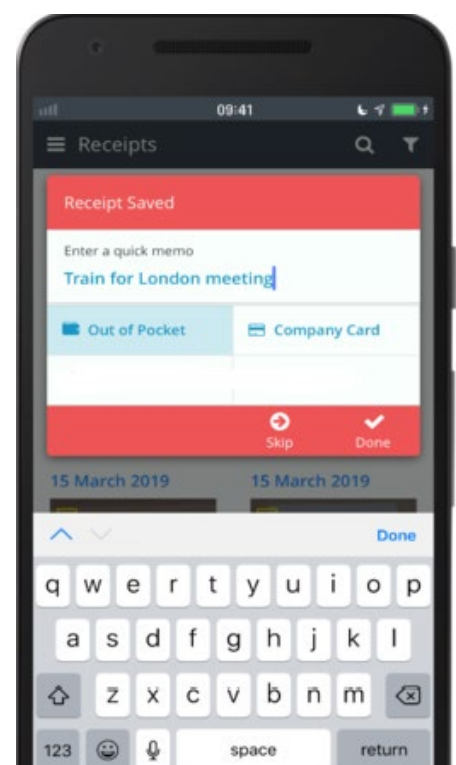 09:41
Receipts
Receipt Saved
Enter a quick memo
Train for London meeting
Out of Pocket
Company Card
Skip
Done
15 March 2019
15 March 2019
Done
q w e r t y u i o p
a s d f g h j k l
z x c v b n m
123 space return